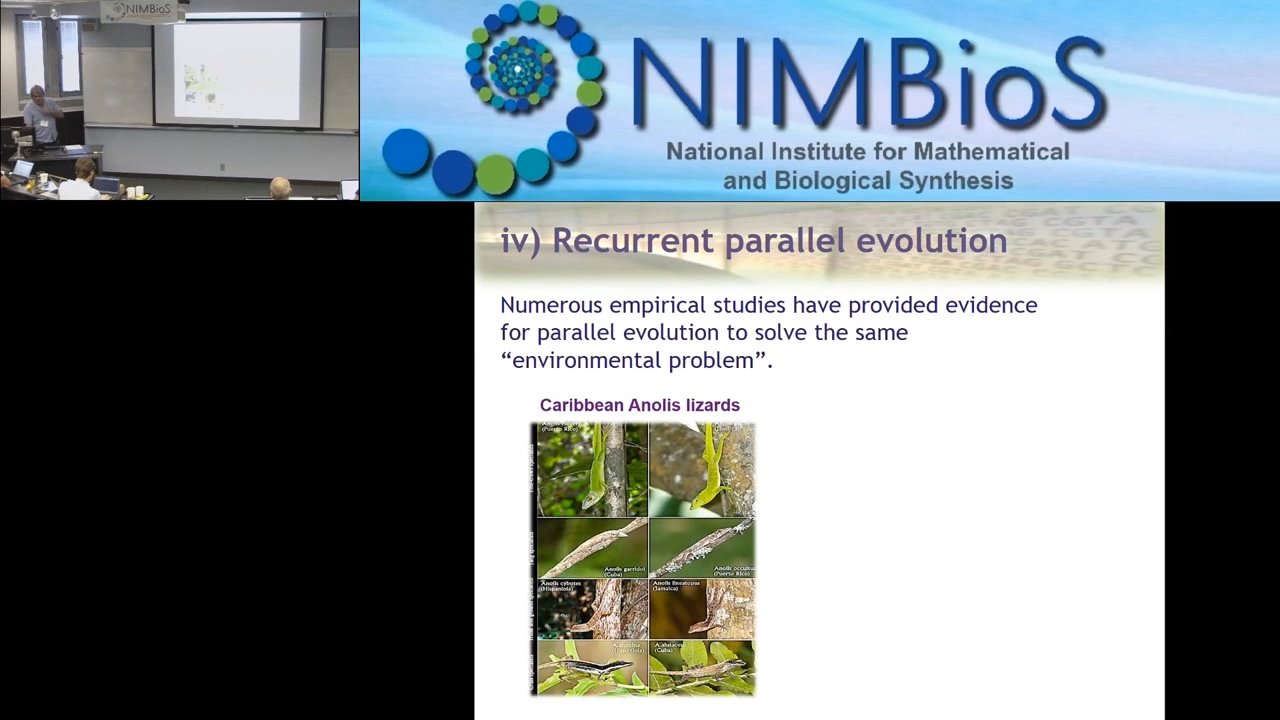 NIMBioS
NIMBioS
National Institute for Mathematical
and Biological Synthesis
iv) Recurrent parallel evolution
Numerous empirical studies have provided evidence
for parallel evolution to solve the same
“environmental problem”.
Caribbean Anolis lizards
(Puerto Rico)
(Jamaica)
Anolis garridoi
(Cuba)
Anolis occultus
(Puerto Rico)
Anolis cybotes
(Hispaniola)
Anolis lineatopus
(Jamaica)
(Hispaniola)
(Cuba)